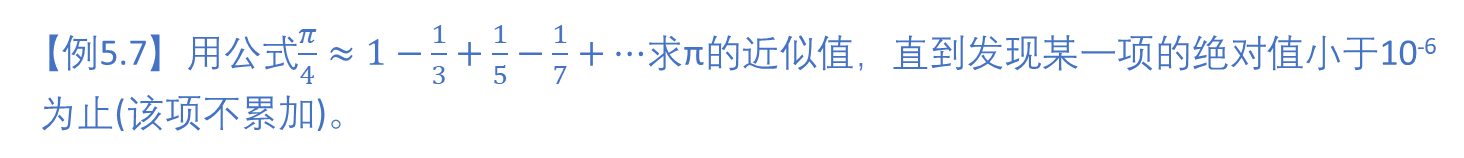 【例5.7】用公式π/4 ≈ 1 − 1/3 + 1/5 − 1/7 + ⋯求π的近似值，直到发现某一项的绝对值小于10⁻⁶
为止(该项不累加)。